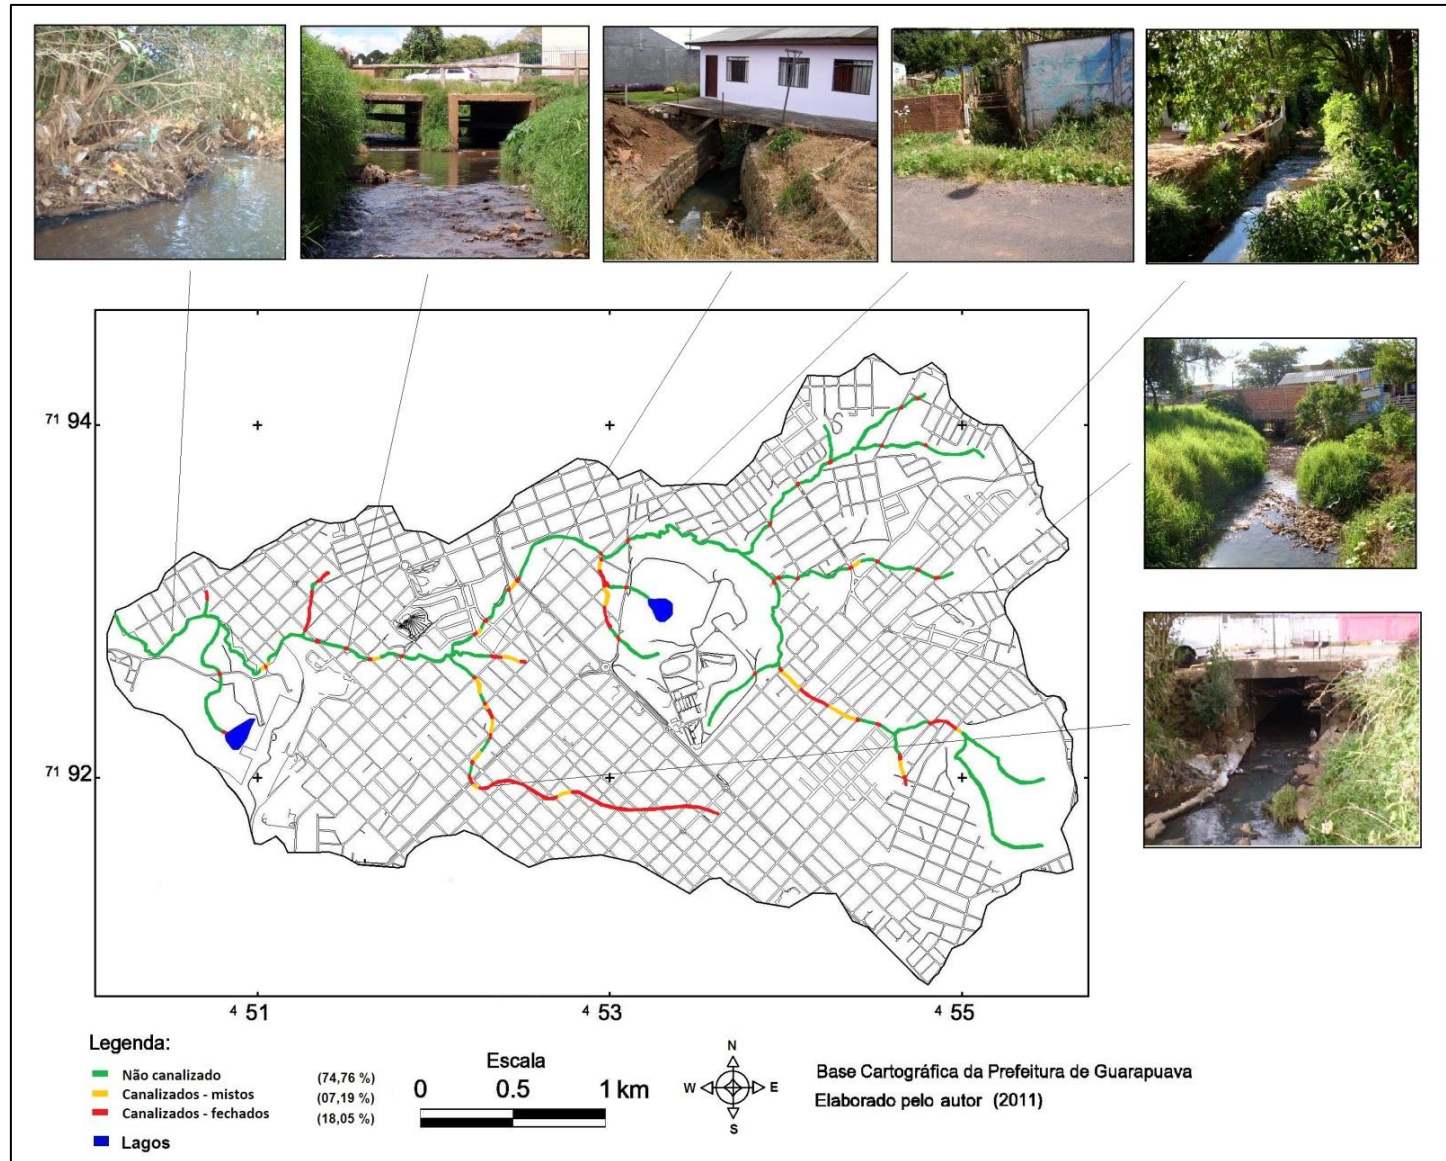 71 94
71 92
4 51
4 53
4 55
Legenda:
Não canalizado (74,76 %)
Canalizados - mistos (07,19 %)
Canalizados - fechados (18,05 %)
Lagos
Escala
0 0.5 1 km
N
W E
S
Base Cartográfica da Prefeitura de Guarapuava
Elaborado pelo autor (2011)